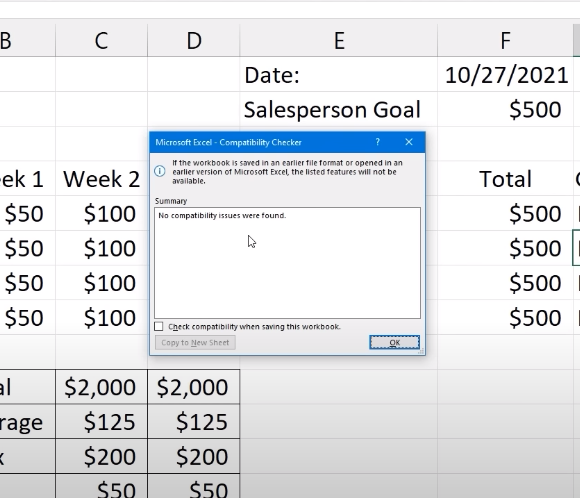 B C D E F
Date: 10/27/2021
Salesperson Goal $500
Microsoft Excel - Compatibility Checker ? ×
If the workbook is saved in an earlier file format or opened in an
earlier version of Microsoft Excel, the listed features will not be
available.
ek 1 Week 2 Total
Summary
No compatibility issues were found.
$50 $100 $500
$50 $100 $500
$50 $100 $500
$50 $100 $500
Check compatibility when saving this workbook.
Copy to New Sheet OK
al $2,000 $2,000
rage $125 $125
x $200 $200
$50 $50